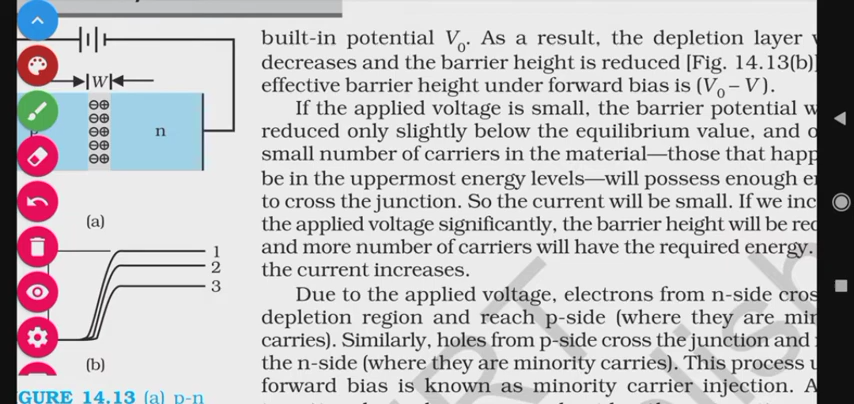 W
n
(a)
1
2
3
(b)
GURE 14.13 (a) p-n
built-in potential V₀. As a result, the depletion layer
decreases and the barrier height is reduced [Fig. 14.13(b)]
effective barrier height under forward bias is (V₀ – V).
If the applied voltage is small, the barrier potential
reduced only slightly below the equilibrium value, and
small number of carriers in the material—those that happ
be in the uppermost energy levels—will possess enough
to cross the junction. So the current will be small. If we inc
the applied voltage significantly, the barrier height will be red
and more number of carriers will have the required energy.
the current increases.
Due to the applied voltage, electrons from n-side cros
depletion region and reach p-side (where they are min
carries). Similarly, holes from p-side cross the junction and
the n-side (where they are minority carries). This process
forward bias is known as minority carrier injection. A